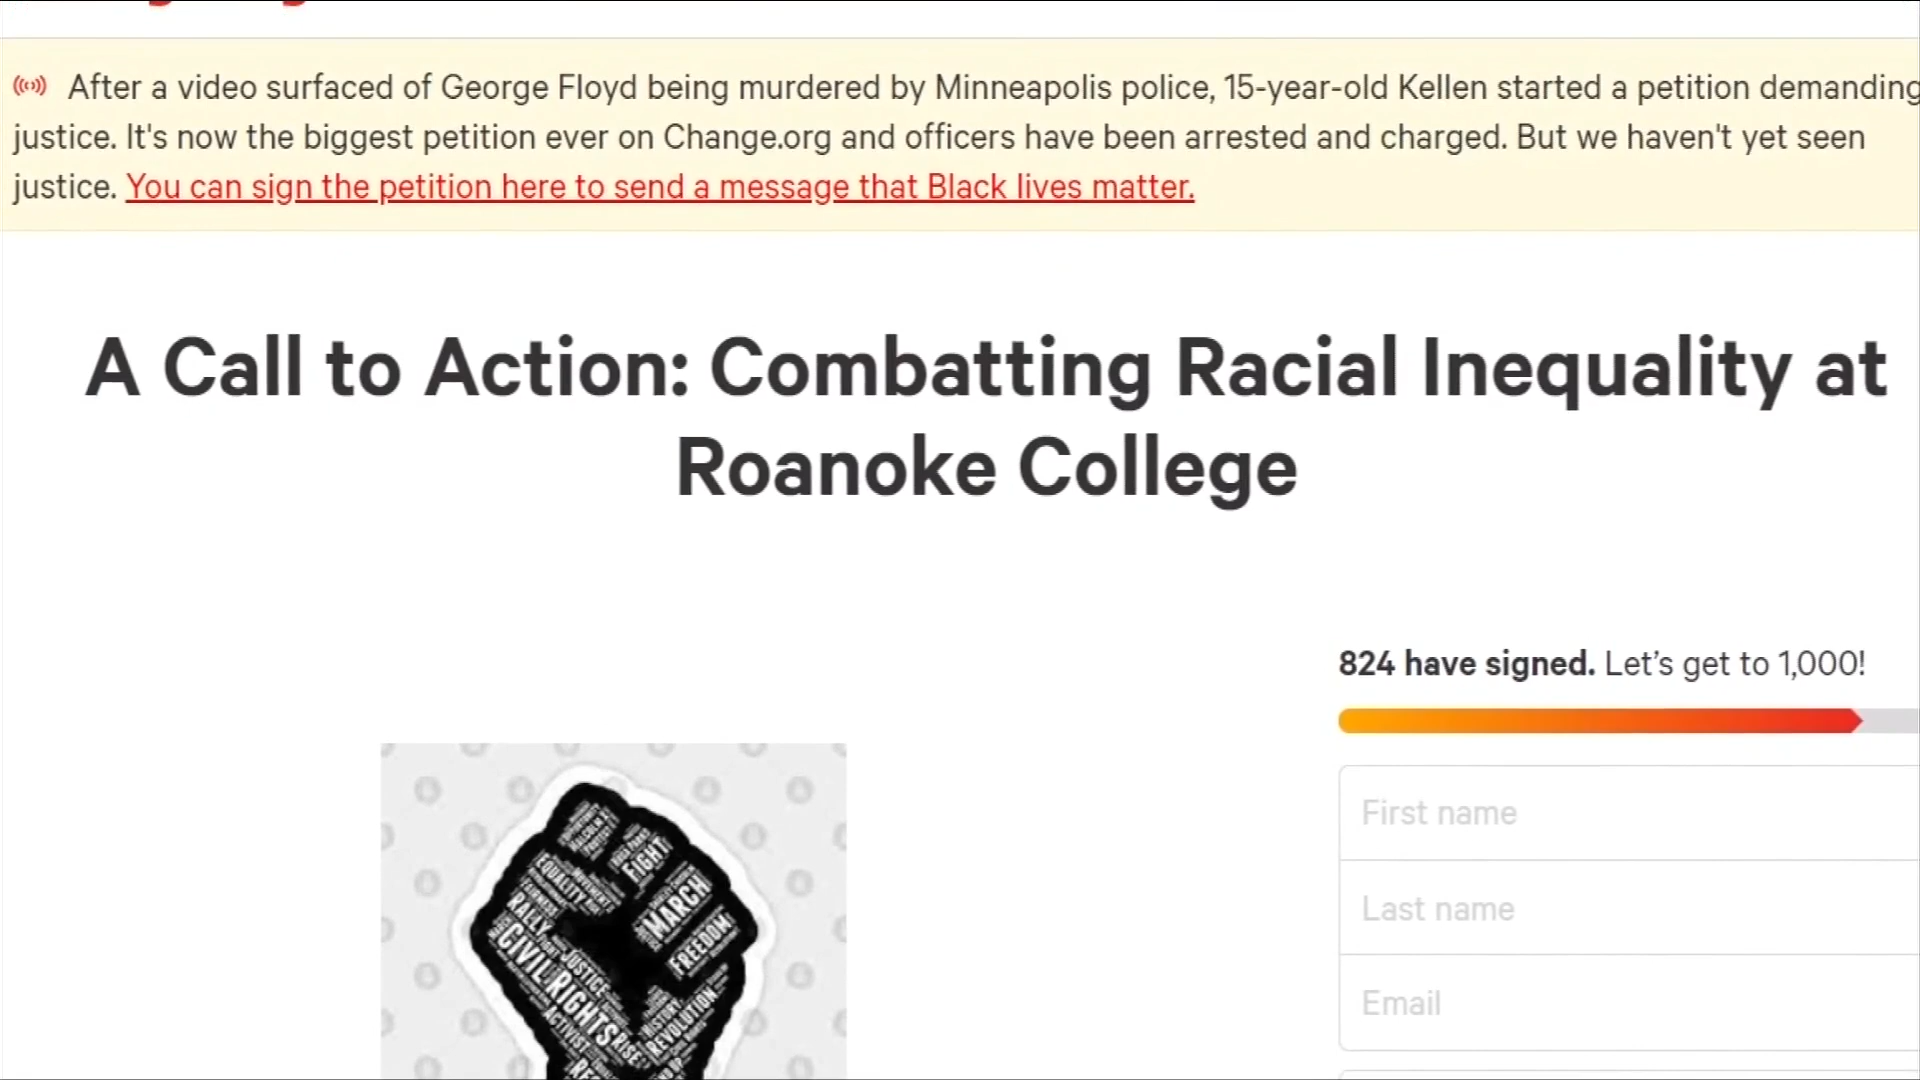 After a video surfaced of George Floyd being murdered by Minneapolis police, 15-year-old Kellen started a petition demanding
justice. It's now the biggest petition ever on Change.org and officers have been arrested and charged. But we haven't yet seen
justice. You can sign the petition here to send a message that Black lives matter.
A Call to Action: Combatting Racial Inequality at
Roanoke College
824 have signed. Let's get to 1,000!
First name
Last name
Email
FIGHT
EQUALITY
MARCH
RALLY
FREEDOM
CIVIL RIGHTS
JUSTICE
HISTORY
REVOLUTION
ACTIVIST
RISE